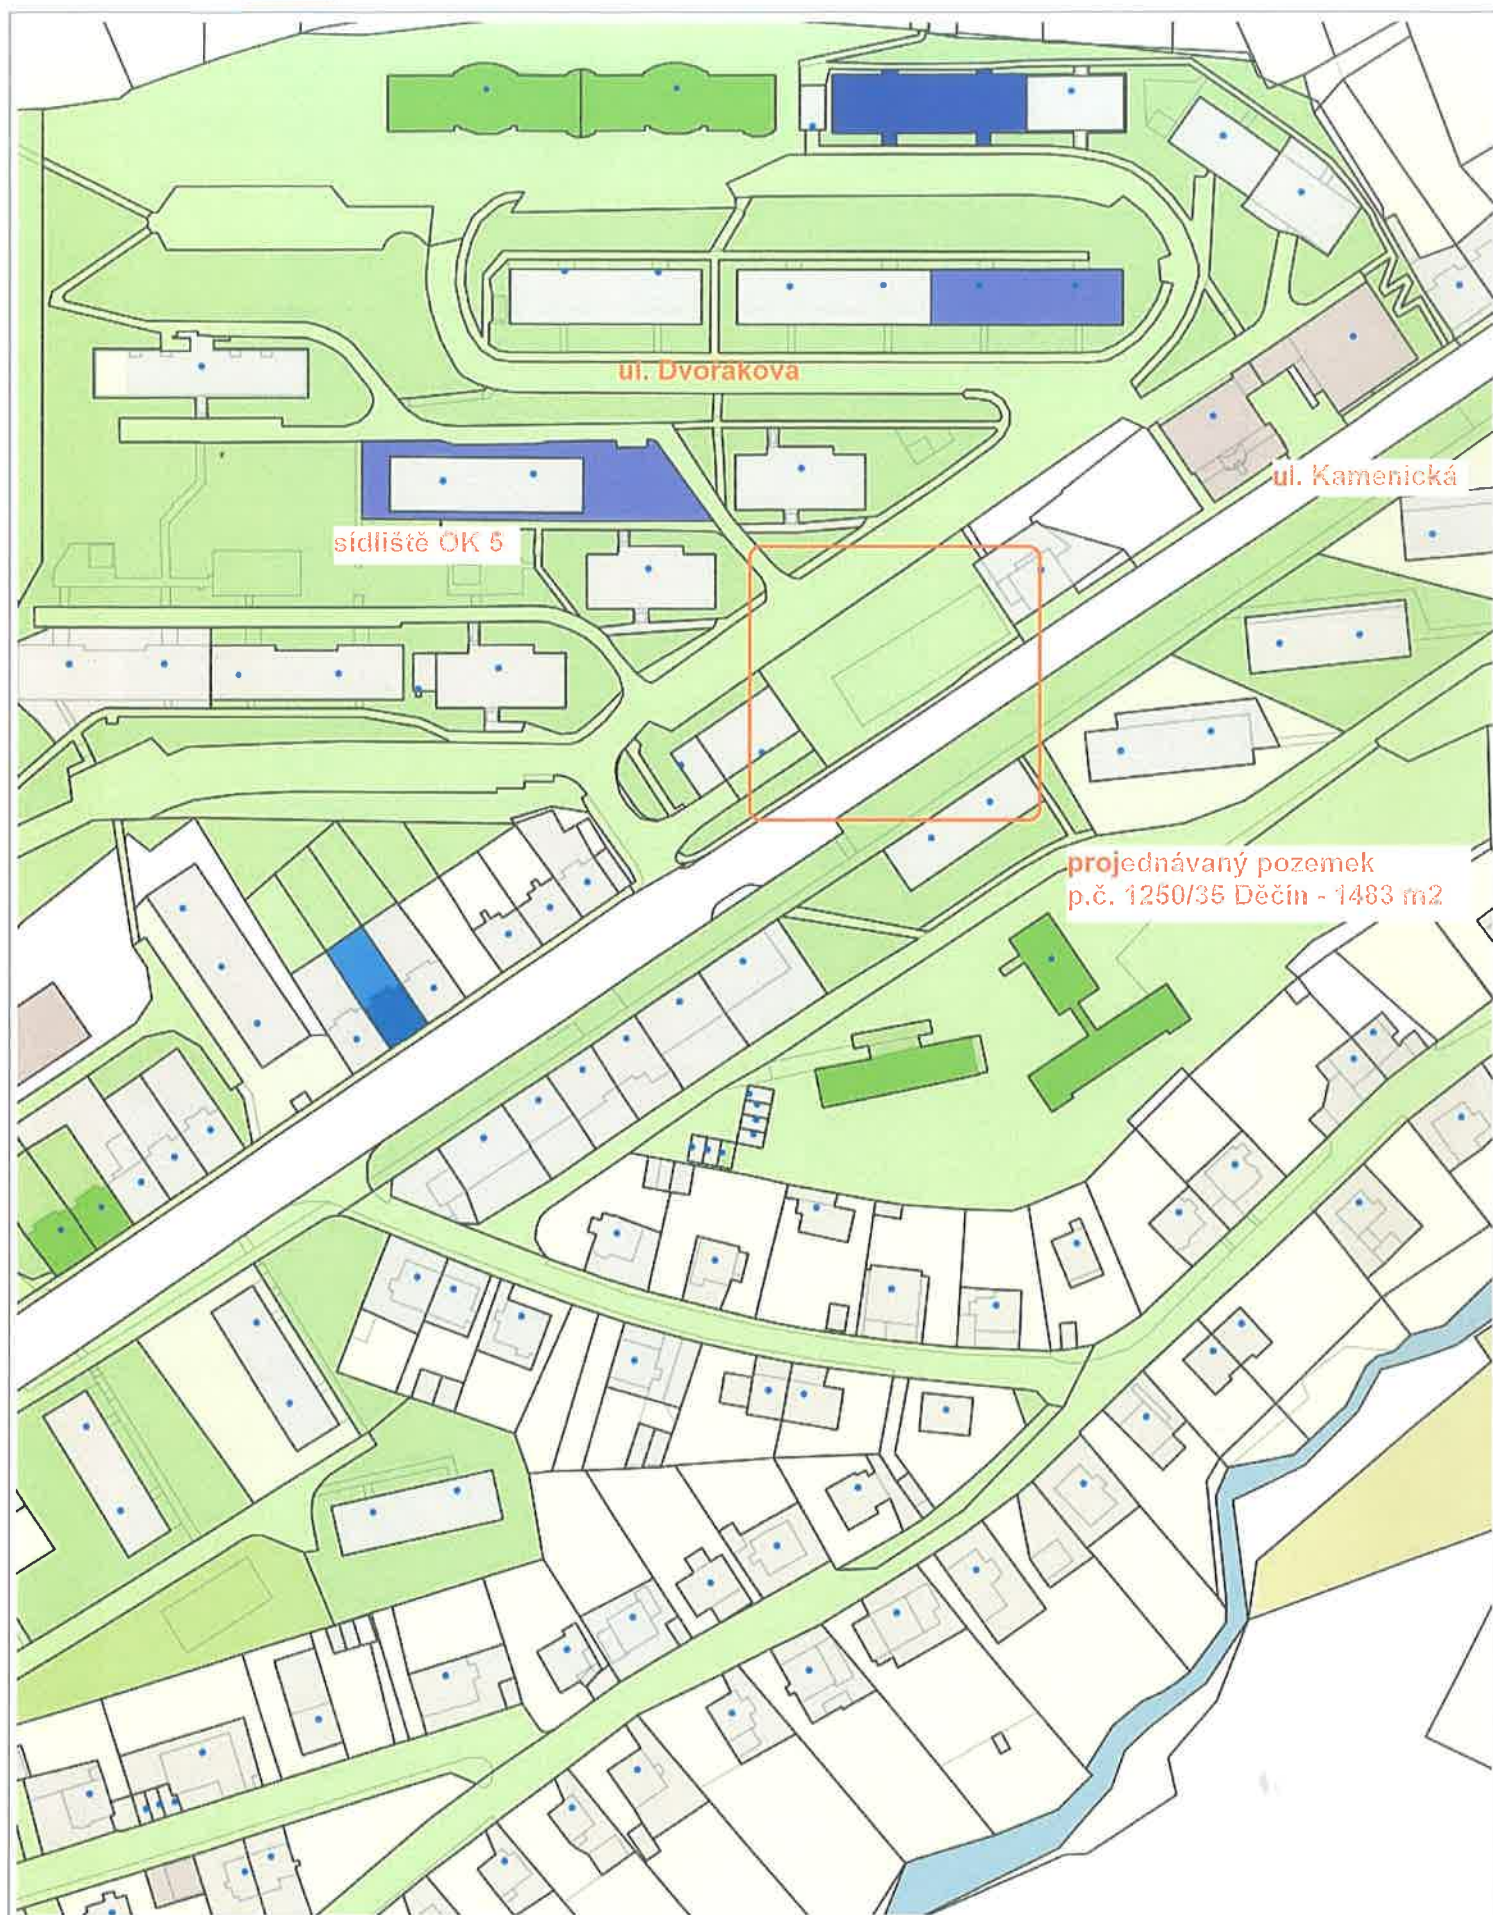 ul. Dvořákova
ul. Kamenická
sídliště OK 5
projednávaný pozemek
p.č. 1250/35 Děčín - 1483 m2